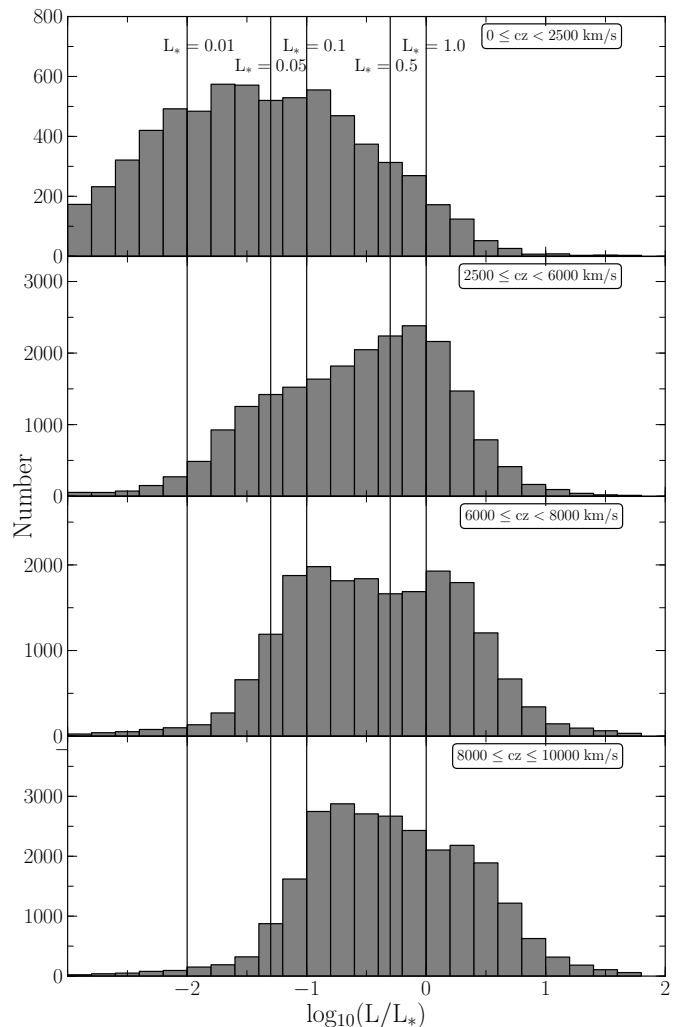 800
L* = 0.01
L* = 0.1
L* = 1.0
0 ≤ cz < 2500 km/s
L* = 0.05
L* = 0.5
600
400
200
0
2500 ≤ cz < 6000 km/s
3000
2000
1000
0
Number
6000 ≤ cz < 8000 km/s
2000
1000
0
8000 ≤ cz ≤ 10000 km/s
3000
2000
1000
0
−2
−1
0
1
2
log10(L/L*)